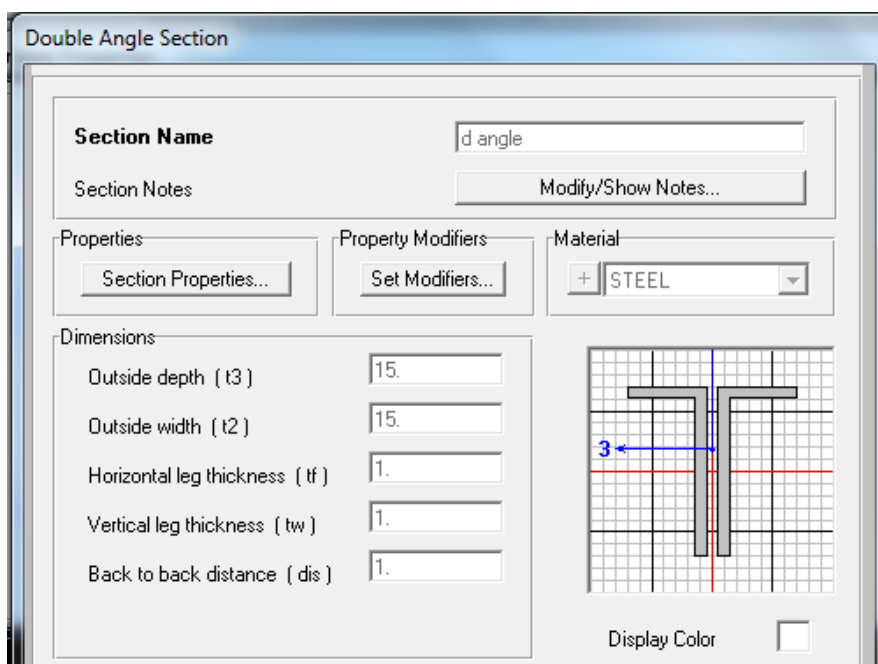 Double Angle Section
Section Name d angle
Section Notes Modify/Show Notes...
Properties Property Modifiers Material
Section Properties... Set Modifiers... + STEEL
Dimensions
Outside depth ( t3 ) 15.
Outside width ( t2 ) 15.
3
Horizontal leg thickness ( tf ) 1.
Vertical leg thickness ( tw ) 1.
Back to back distance ( dis ) 1.
Display Color